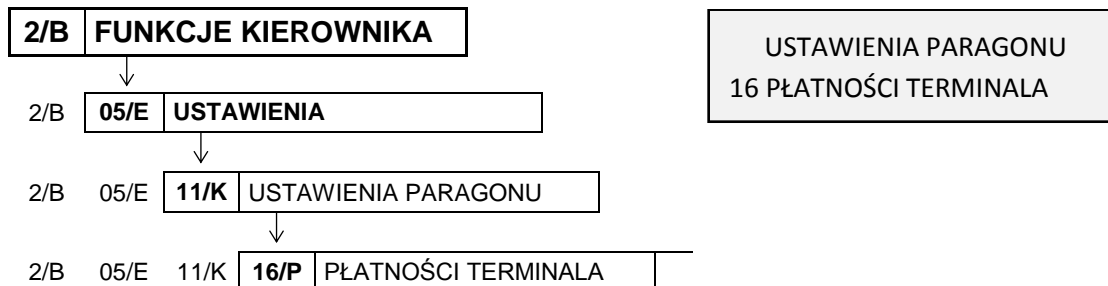 2/B FUNKCJE KIEROWNIKA
2/B 05/E USTAWIENIA
2/B 05/E 11/K USTAWIENIA PARAGONU
2/B 05/E 11/K 16/P PŁATNOŚCI TERMINALA
USTAWIENIA PARAGONU
16 PŁATNOŚCI TERMINALA